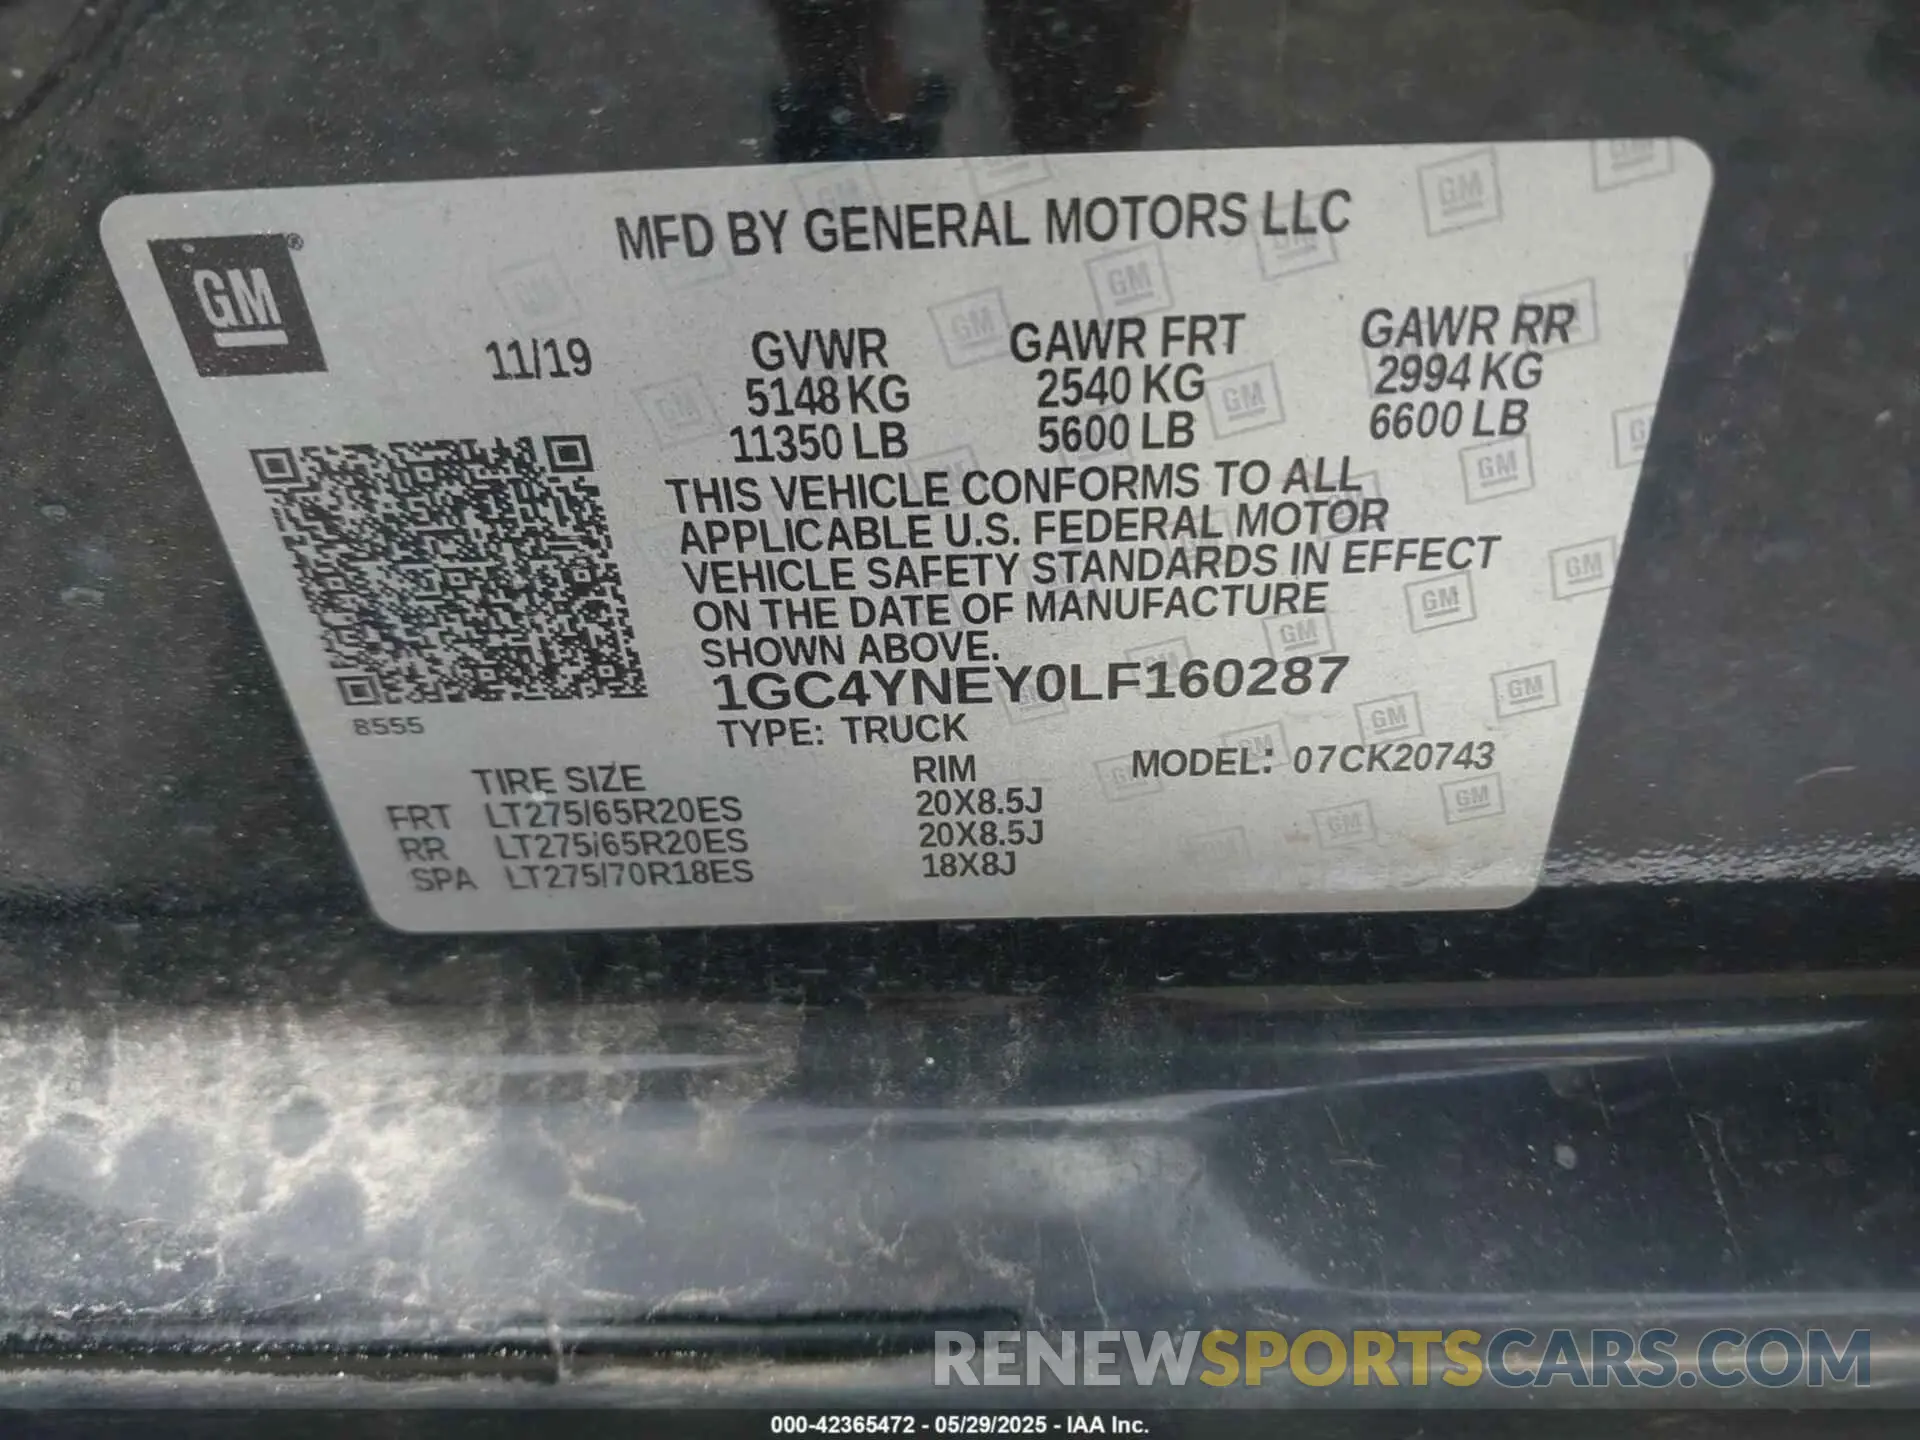 MFD BY GENERAL MOTORS LLC
GM®
11/19 GVWR GAWR FRT GAWR RR
5148 KG 2540 KG 2994 KG
11350 LB 5600 LB 6600 LB
THIS VEHICLE CONFORMS TO ALL
APPLICABLE U.S. FEDERAL MOTOR
VEHICLE SAFETY STANDARDS IN EFFECT
ON THE DATE OF MANUFACTURE
SHOWN ABOVE.
1GC4YNEY0LF160287
8555
TYPE: TRUCK
MODEL: 07CK20743
TIRE SIZE RIM
FRT LT275/65R20ES 20X8.5J
RR LT275/65R20ES 20X8.5J
SPA LT275/70R18ES 18X8J
RENEWSPORTSCARS.COM
000-42365472 - 05/29/2025 - IAA Inc.